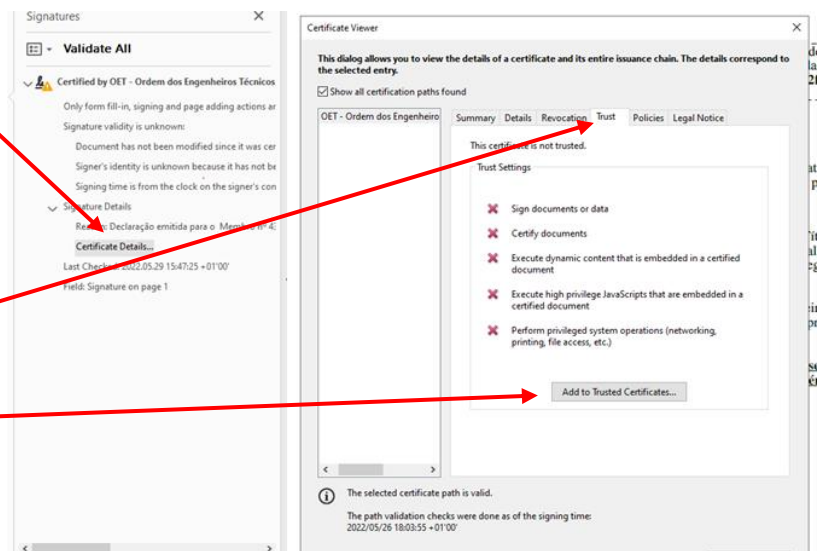 Signatures
Validate All
Certified by OET - Ordem dos Engenheiros Técnicos
Only form fill-in, signing and page adding actions ar
Signature validity is unknown:
Document has not been modified since it was cer
Signer's identity is unknown because it has not be
Signing time is from the clock on the signer's con
Signature Details
Reason: Declaração emitida para o Membro nº 4
Certificate Details...
Last Checked: 2022.05.29 15:47:25 +01'00'
Field: Signature on page 1
Certificate Viewer
This dialog allows you to view the details of a certificate and its entire issuance chain. The details correspond to
the selected entry.
Show all certification paths found
OET - Ordem dos Engenheiro
Summary Details Revocation Trust Policies Legal Notice
This certificate is not trusted.
Trust Settings
Sign documents or data
Certify documents
Execute dynamic content that is embedded in a certified
document
Execute high privilege JavaScripts that are embedded in a
certified document
Perform privileged system operations (networking,
printing, file access, etc.)
Add to Trusted Certificates...
The selected certificate path is valid.
The path validation checks were done as of the signing time:
2022/05/26 18:03:55 +01'00'